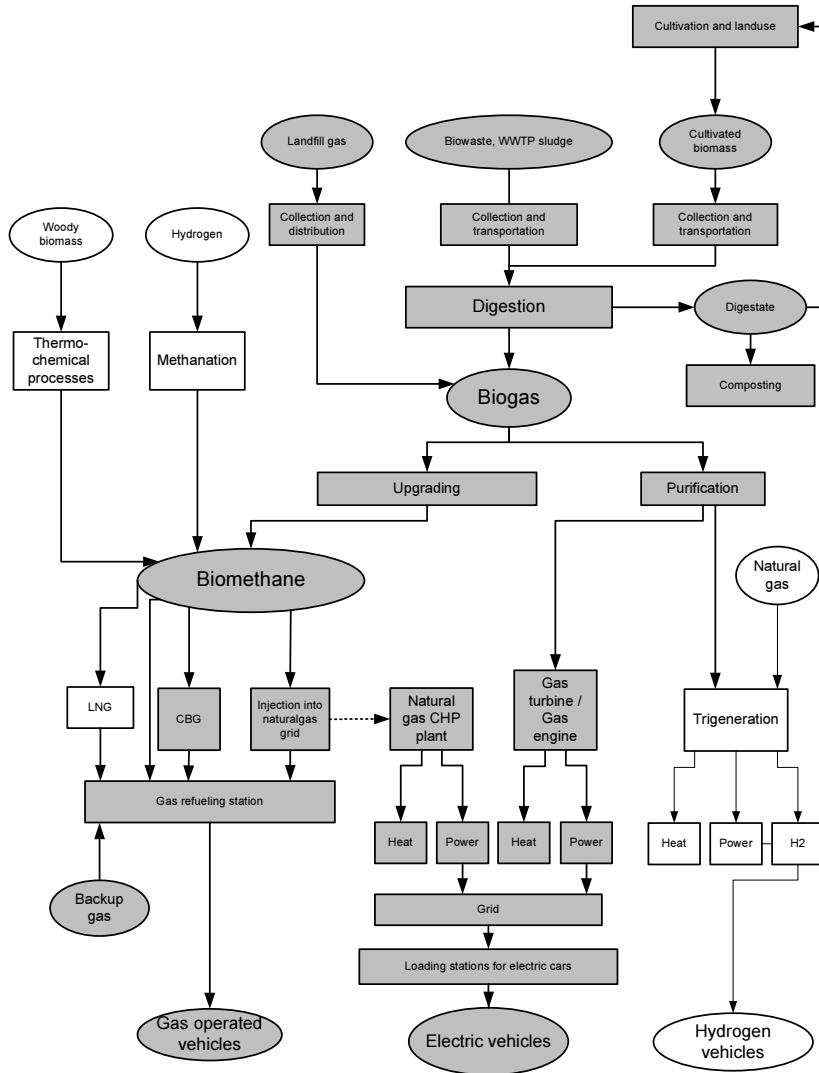 Cultivation and landuse
Landfill gas
Biowaste, WWTP sludge
Cultivated
biomass
Woody
biomass
Hydrogen
Collection and
distribution
Collection and
transportation
Collection and
transportation
Digestion
Digestate
Thermo-
chemical
processes
Methanation
Composting
Biogas
Upgrading
Purification
Biomethane
Natural
gas
LNG
CBG
Injection into
naturalgas
grid
Natural
gas CHP
plant
Gas
turbine /
Gas
engine
Trigeneration
Gas refueling station
Heat
Power
Heat
Power
Heat
Power
H2
Backup
gas
Grid
Loading stations for electric cars
Gas operated
vehicles
Electric vehicles
Hydrogen
vehicles